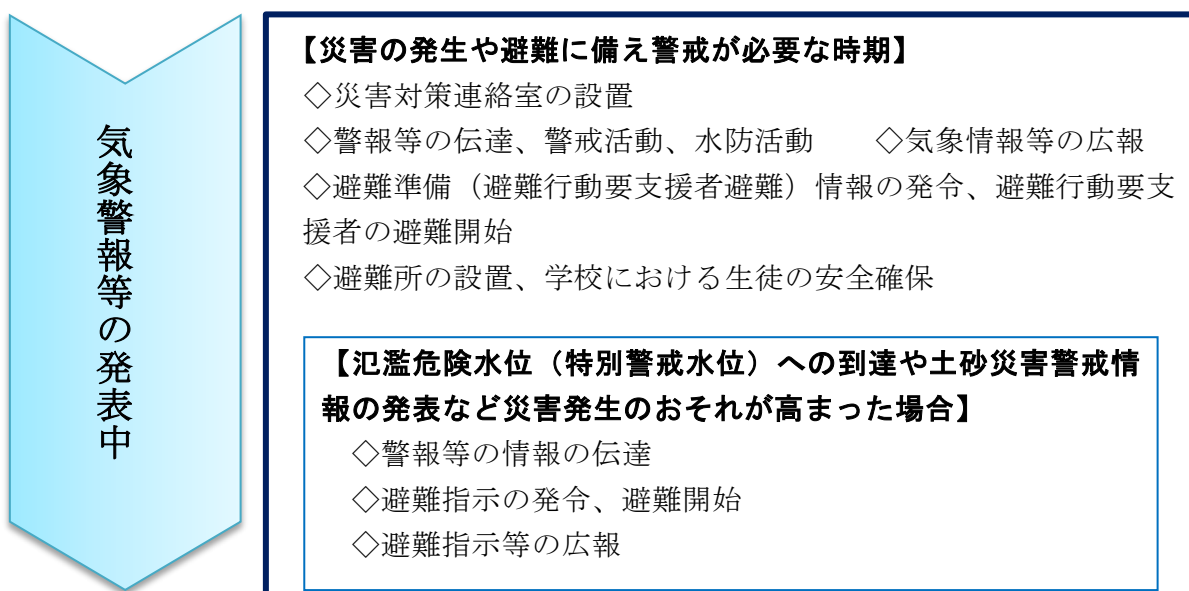 気象警報等の発表中
【災害の発生や避難に備え警戒が必要な時期】
◇災害対策連絡室の設置
◇警報等の伝達、警戒活動、水防活動　　◇気象情報等の広報
◇避難準備（避難行動要支援者避難）情報の発令、避難行動要支
援者の避難開始
◇避難所の設置、学校における生徒の安全確保
【氾濫危険水位（特別警戒水位）への到達や土砂災害警戒情
報の発表など災害発生のおそれが高まった場合】
◇警報等の情報の伝達
◇避難指示の発令、避難開始
◇避難指示等の広報